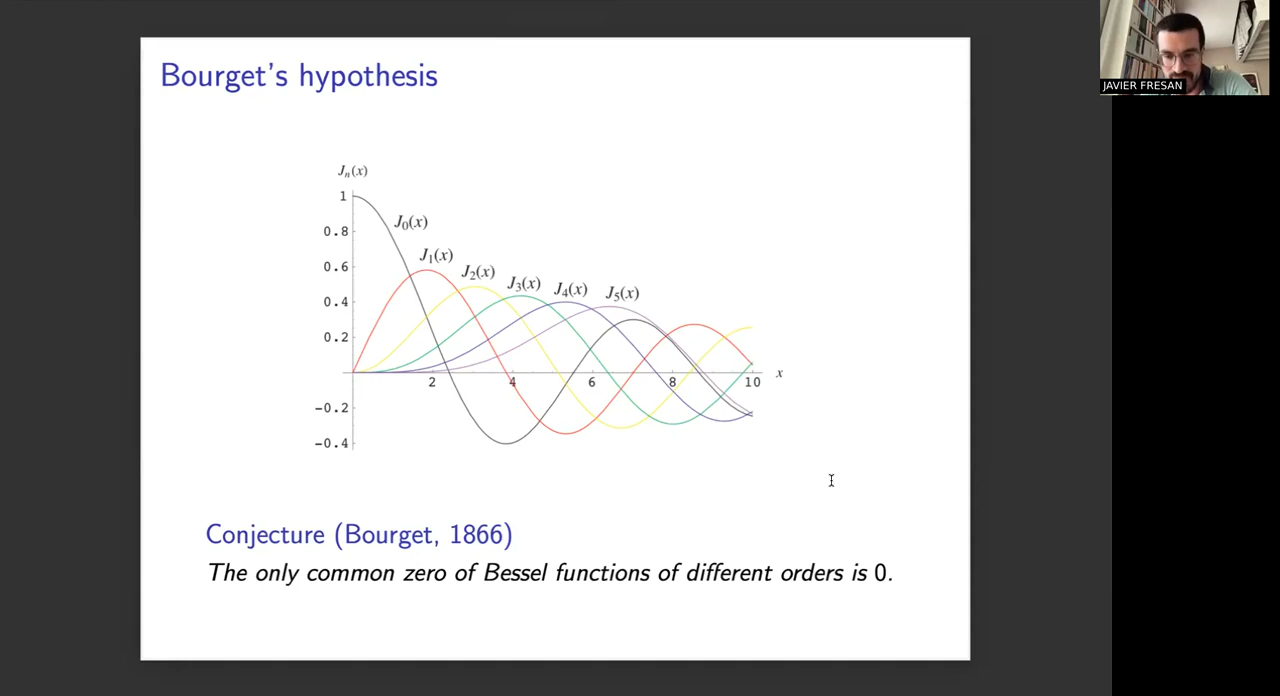 Bourget's hypothesis
JAVIER FRESAN
Jₙ(x)
1
0.8
0.6
0.4
0.2
−0.2
−0.4
J₀(x)
J₁(x)
J₂(x)
J₃(x)
J₄(x)
J₅(x)
2 4 6 8 10 x
Conjecture (Bourget, 1866)
The only common zero of Bessel functions of different orders is 0.